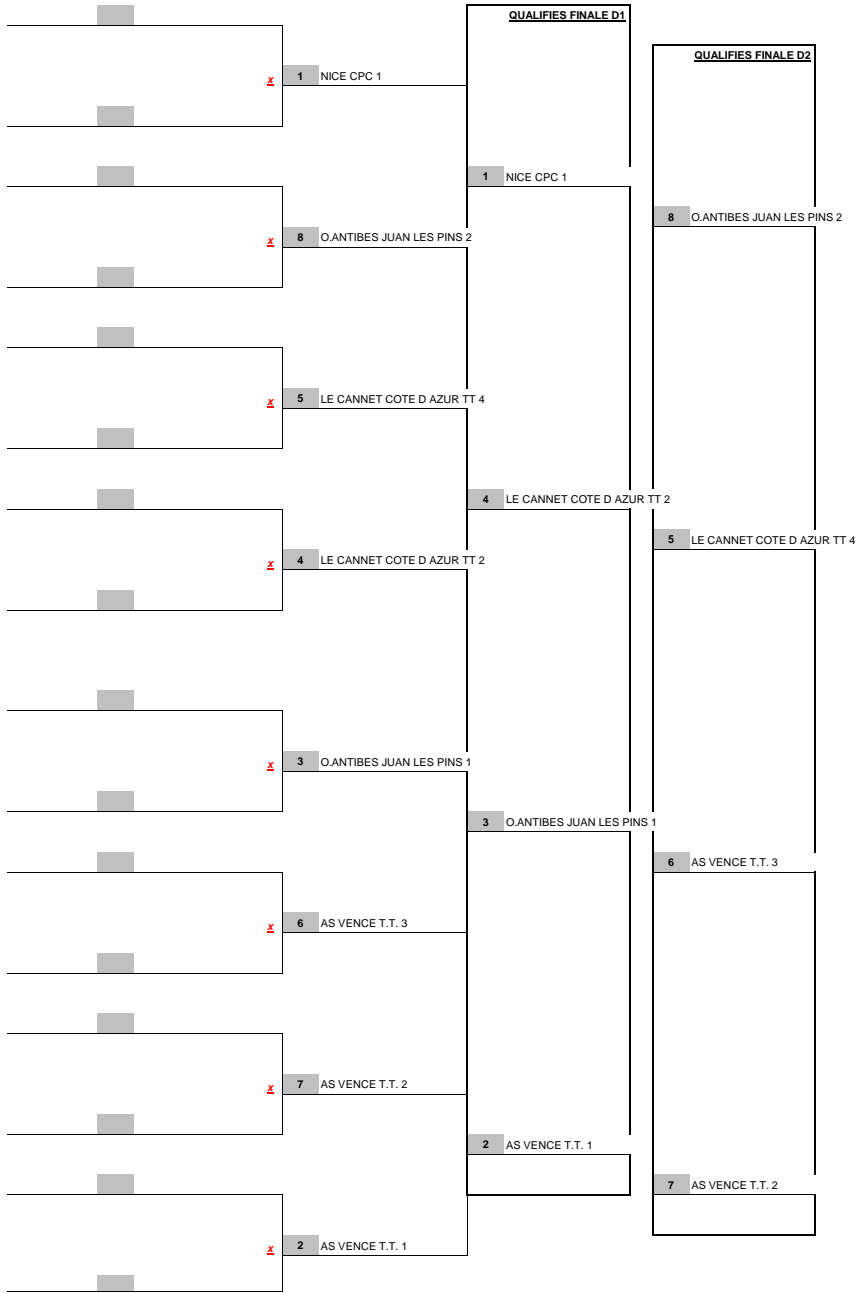 QUALIFIES FINALE D1
QUALIFIES FINALE D2
x 1 NICE CPC 1
1 NICE CPC 1
8 O.ANTIBES JUAN LES PINS 2
x 8 O.ANTIBES JUAN LES PINS 2
x 5 LE CANNET COTE D AZUR TT 4
4 LE CANNET COTE D AZUR TT 2
5 LE CANNET COTE D AZUR TT 4
x 4 LE CANNET COTE D AZUR TT 2
x 3 O.ANTIBES JUAN LES PINS 1
3 O.ANTIBES JUAN LES PINS 1
6 AS VENCE T.T. 3
x 6 AS VENCE T.T. 3
x 7 AS VENCE T.T. 2
2 AS VENCE T.T. 1
7 AS VENCE T.T. 2
x 2 AS VENCE T.T. 1